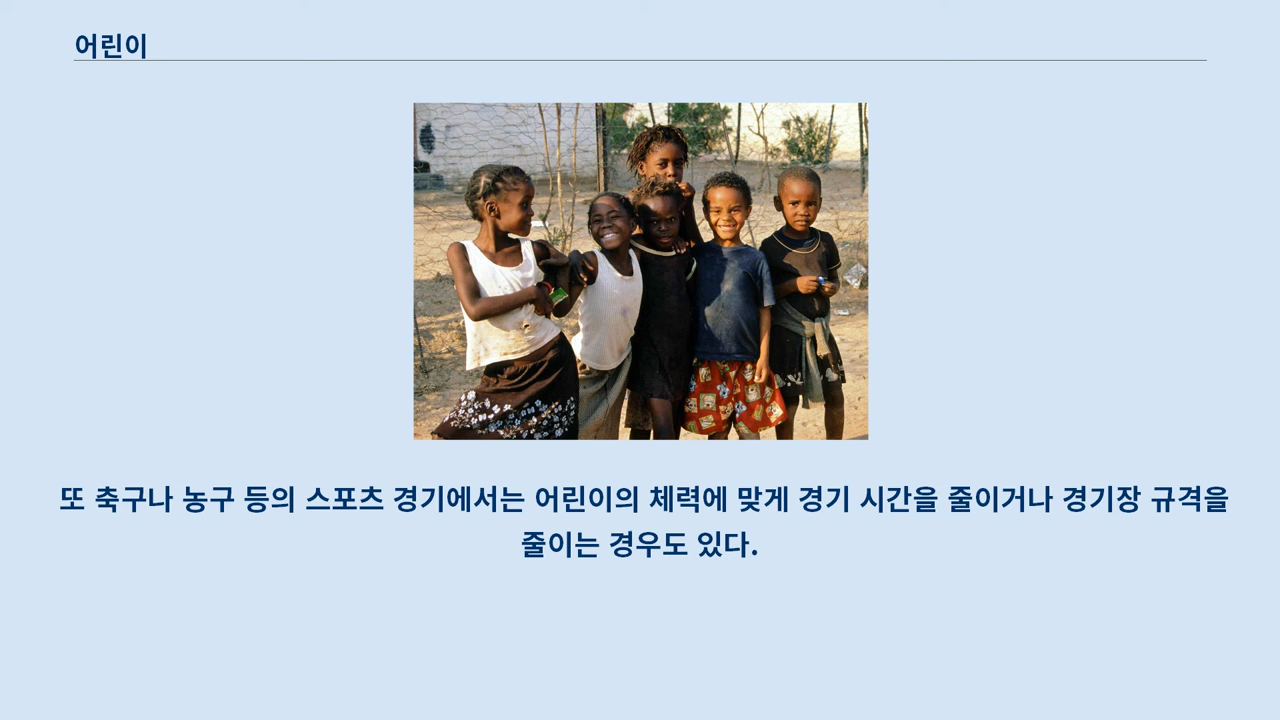 어린이
또 축구나 농구 등의 스포츠 경기에서는 어린이의 체력에 맞게 경기 시간을 줄이거나 경기장 규격을
줄이는 경우도 있다.